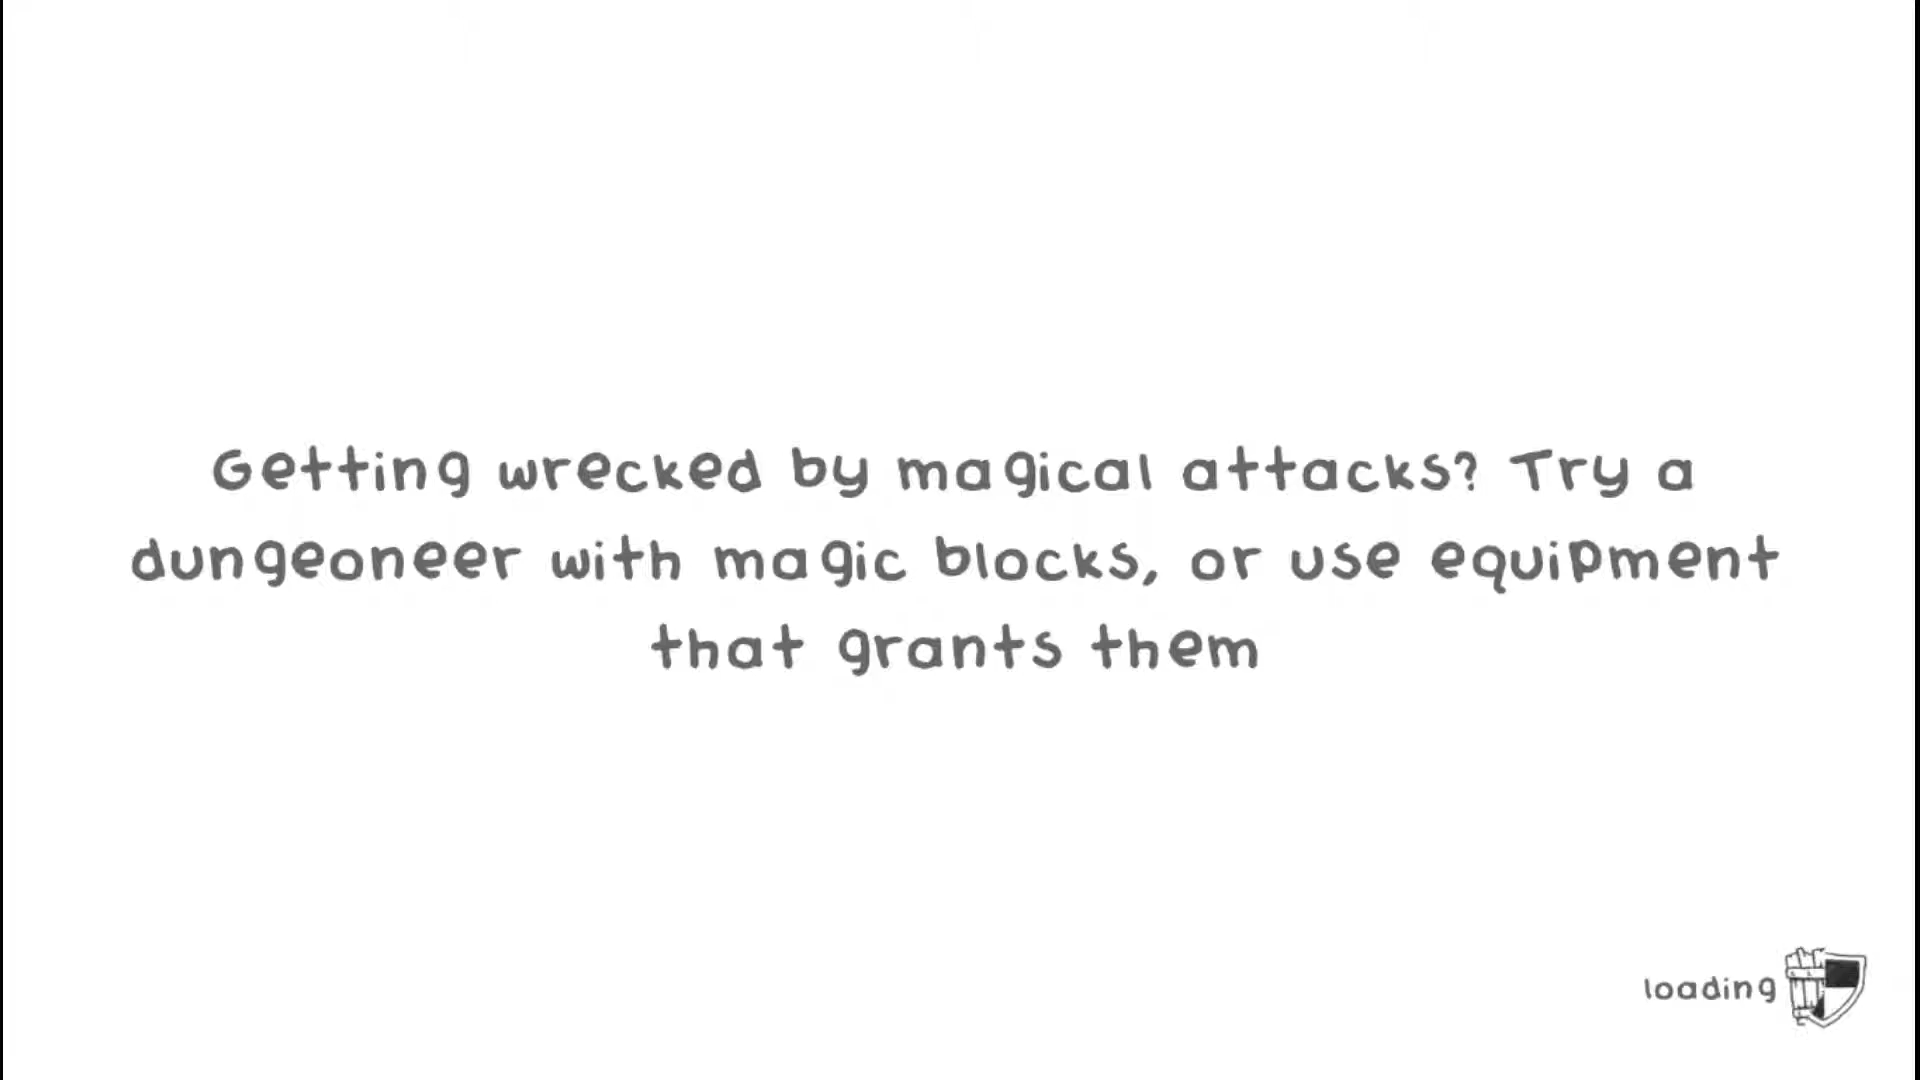 Getting wrecked by magical attacks? Try a
dungeoneer with magic blocks, or use equipment
that grants them
loading